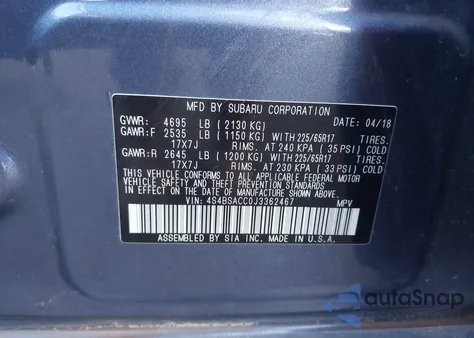 MFD BY SUBARU CORPORATION
GVWR: 4695 LB (2130 KG) DATE: 04/18
GAWR:F 2535 LB (1150 KG) WITH 225/65R17 TIRES.
17X7J RIMS. AT 240 KPA (35 PSI) COLD
GAWR:R 2645 LB (1200 KG) WITH 225/65R17 TIRES.
17X7J RIMS. AT 230 KPA (33 PSI) COLD
THIS VEHICLE CONFORMS TO ALL APPLICABLE FEDERAL MOTOR
VEHICLE SAFETY AND THEFT PREVENTION STANDARDS IN EFFECT
ON THE DATE OF MANUFACTURE SHOWN ABOVE.
VIN: 4S4BSACC0J3362467 MPV
ASSEMBLED BY SIA INC. MADE IN U.S.A.
autoSnap